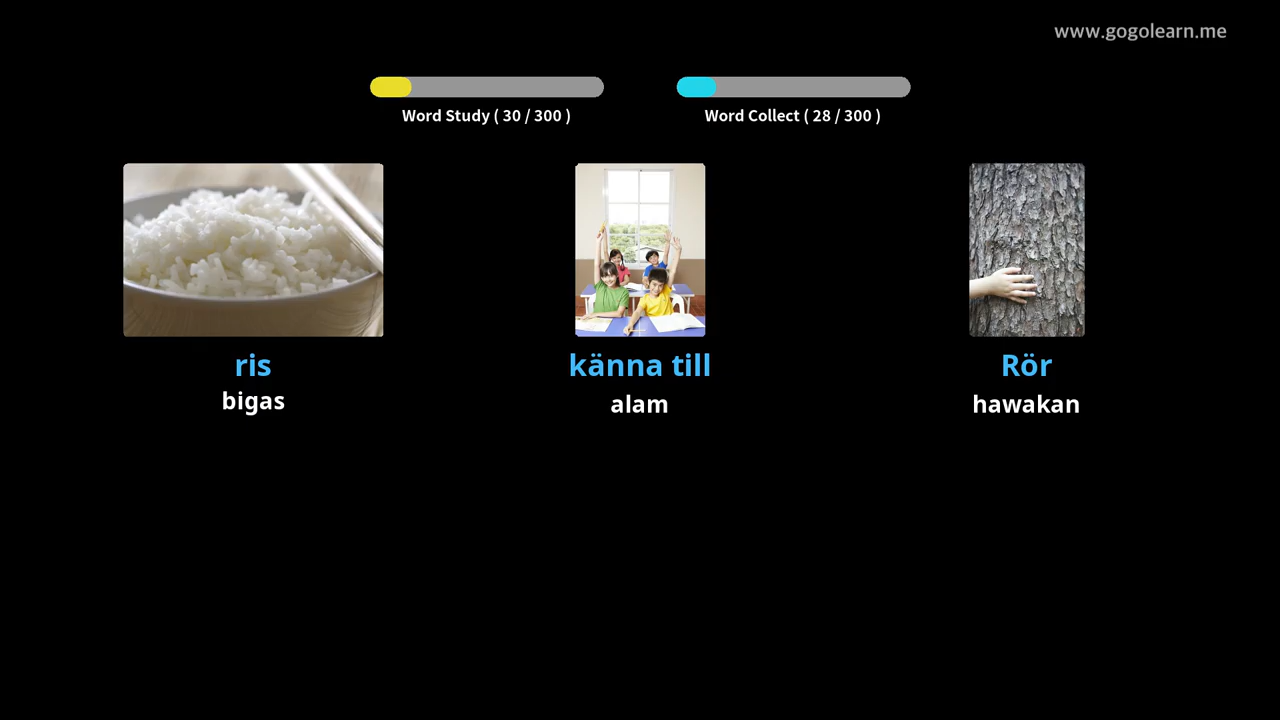 www.gogolearn.me
Word Study ( 30 / 300 )
Word Collect ( 28 / 300 )
ris
bigas
känna till
alam
Rör
hawakan